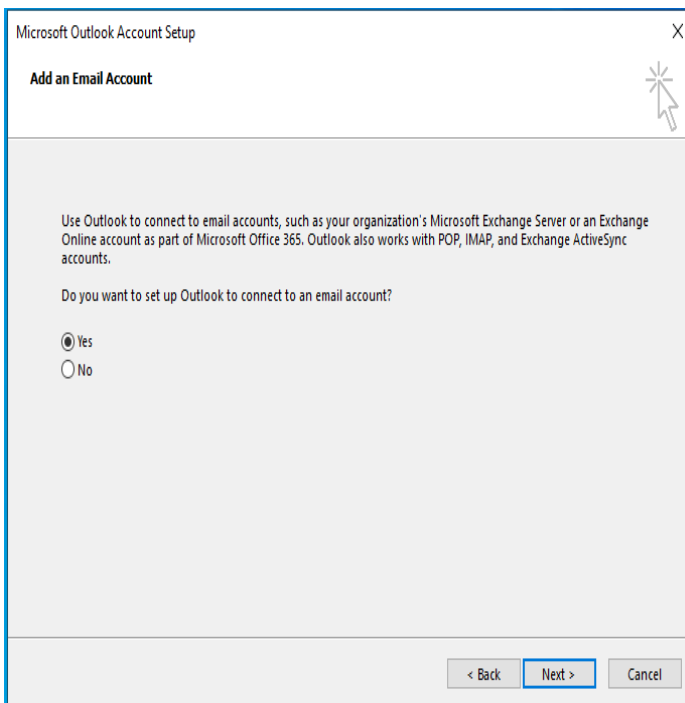 Microsoft Outlook Account Setup
X
Add an Email Account
Use Outlook to connect to email accounts, such as your organization's Microsoft Exchange Server or an Exchange
Online account as part of Microsoft Office 365. Outlook also works with POP, IMAP, and Exchange ActiveSync
accounts.
Do you want to set up Outlook to connect to an email account?
Yes
No
< Back Next > Cancel